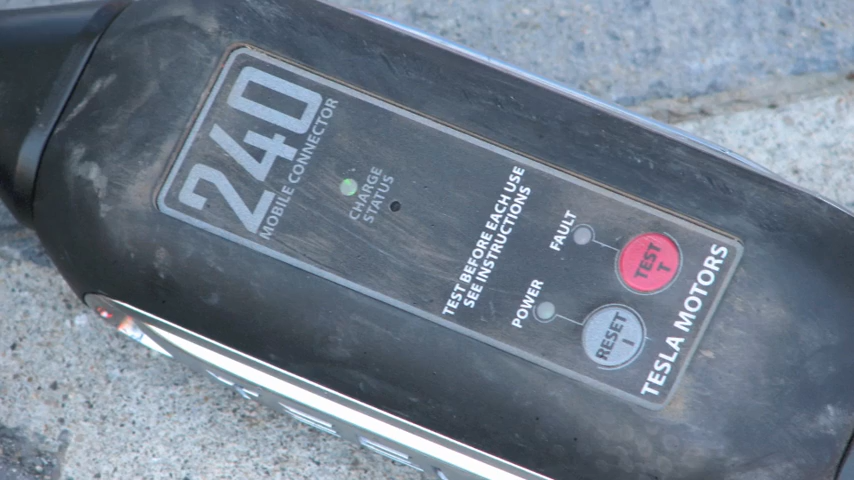 240
MOBILE CONNECTOR
CHARGE
STATUS
TEST BEFORE EACH USE
SEE INSTRUCTIONS
FAULT
POWER
TEST
T
RESET
I
TESLA MOTORS